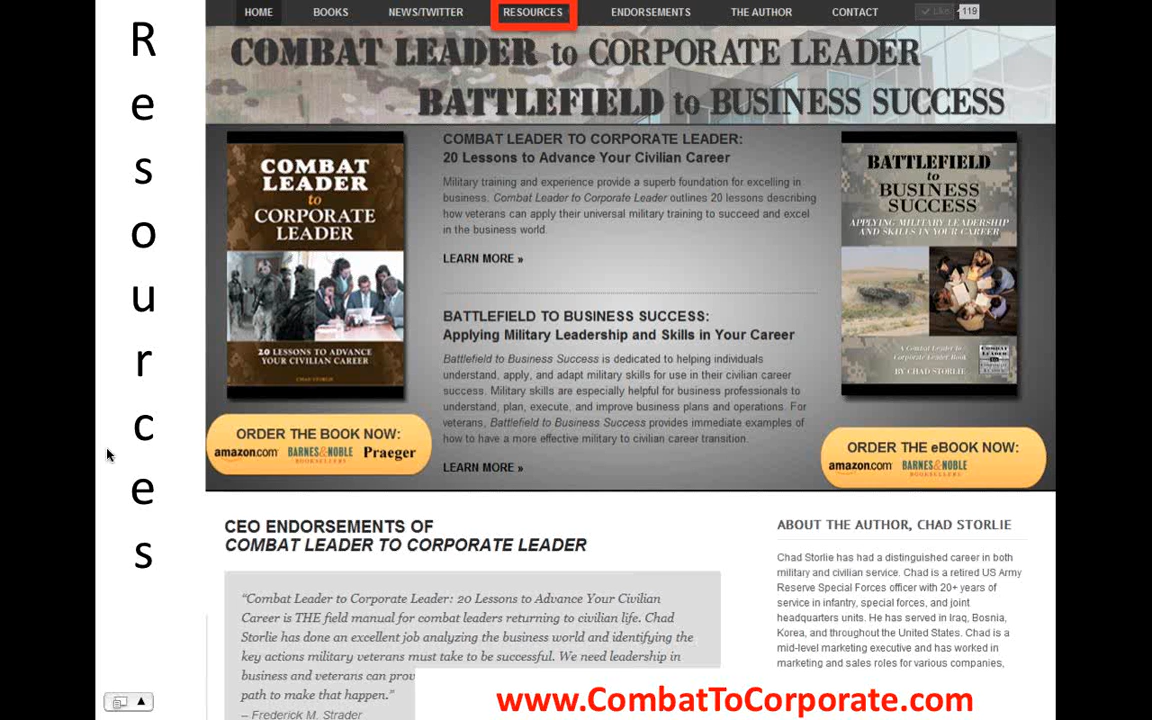 Resources
HOME BOOKS NEWS/TWITTER RESOURCES ENDORSEMENTS THE AUTHOR CONTACT Like 119
COMBAT LEADER to CORPORATE LEADER
BATTLEFIELD to BUSINESS SUCCESS
COMBAT
LEADER
to
CORPORATE
LEADER
20 LESSONS TO ADVANCE
YOUR CIVILIAN CAREER
CHAD STORLIE
ORDER THE BOOK NOW:
amazon.com BARNES&NOBLE Praeger
BOOKSELLERS
COMBAT LEADER TO CORPORATE LEADER:
20 Lessons to Advance Your Civilian Career
Military training and experience provide a superb foundation for excelling in
business. Combat Leader to Corporate Leader outlines 20 lessons describing
how veterans can apply their universal military training to succeed and excel
in the business world.
LEARN MORE »
BATTLEFIELD TO BUSINESS SUCCESS:
Applying Military Leadership and Skills in Your Career
Battlefield to Business Success is dedicated to helping individuals
understand, apply, and adapt military skills for use in their civilian career
success. Military skills are especially helpful for business professionals to
understand, plan, execute, and improve business plans and operations. For
veterans, Battlefield to Business Success provides immediate examples of
how to have a more effective military to civilian career transition.
LEARN MORE »
BATTLEFIELD
to
BUSINESS
SUCCESS
APPLYING MILITARY LEADERSHIP
AND SKILLS IN YOUR CAREER
A Combat Leader to
Corporate Leader Book
BY CHAD STORLIE
COMBAT
LEADER
CORPORATE
LEADER
ORDER THE eBOOK NOW:
amazon.com BARNES&NOBLE
BOOKSELLERS
CEO ENDORSEMENTS OF
COMBAT LEADER TO CORPORATE LEADER
“Combat Leader to Corporate Leader: 20 Lessons to Advance Your Civilian
Career is THE field manual for combat leaders returning to civilian life. Chad
Storlie has done an excellent job analyzing the business world and identifying the
key actions military veterans must take to be successful. We need leadership in
business and veterans can prov
path to make that happen.”
– Frederick M. Strader
ABOUT THE AUTHOR, CHAD STORLIE
Chad Storlie has had a distinguished career in both
military and civilian service. Chad is a retired US Army
Reserve Special Forces officer with 20+ years of
service in infantry, special forces, and joint
headquarters units. He has served in Iraq, Bosnia,
Korea, and throughout the United States. Chad is a
mid-level marketing executive and has worked in
marketing and sales roles for various companies,
www.CombatToCorporate.com